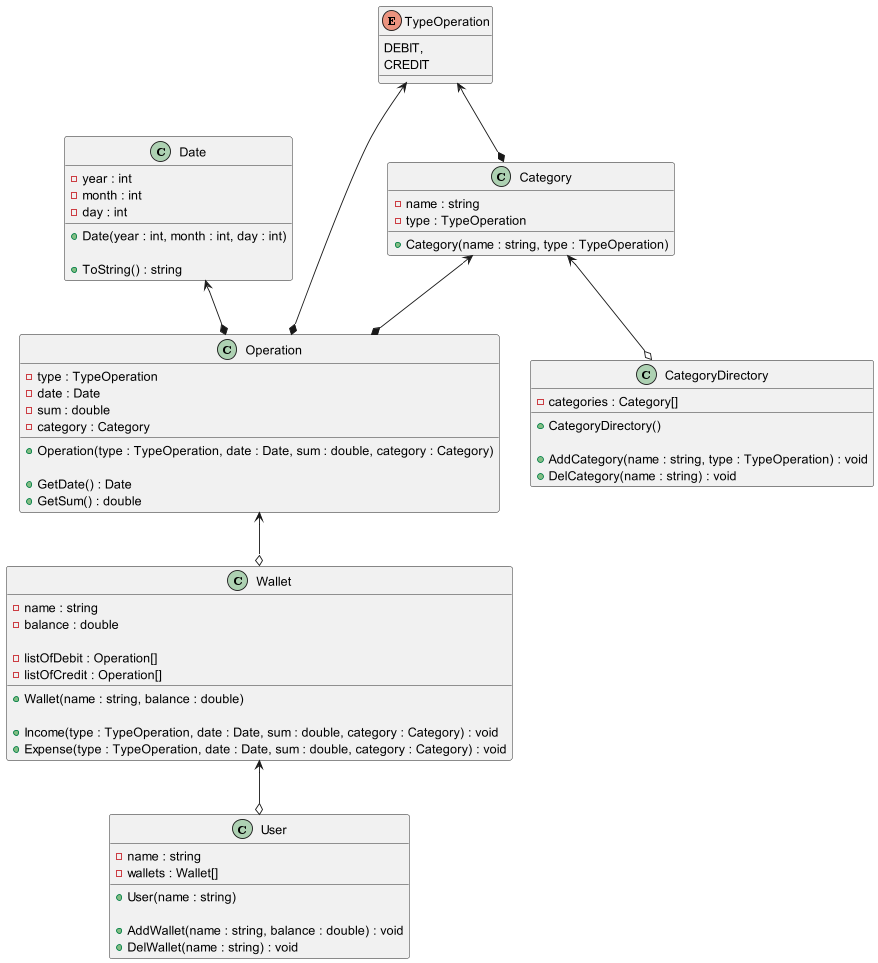 E TypeOperation
DEBIT,
CREDIT
C Date
year : int
month : int
day : int
Date(year : int, month : int, day : int)
ToString() : string
C Category
name : string
type : TypeOperation
Category(name : string, type : TypeOperation)
C Operation
type : TypeOperation
date : Date
sum : double
category : Category
Operation(type : TypeOperation, date : Date, sum : double, category : Category)
GetDate() : Date
GetSum() : double
C CategoryDirectory
categories : Category[]
CategoryDirectory()
AddCategory(name : string, type : TypeOperation) : void
DelCategory(name : string) : void
C Wallet
name : string
balance : double
listOfDebit : Operation[]
listOfCredit : Operation[]
Wallet(name : string, balance : double)
Income(type : TypeOperation, date : Date, sum : double, category : Category) : void
Expense(type : TypeOperation, date : Date, sum : double, category : Category) : void
C User
name : string
wallets : Wallet[]
User(name : string)
AddWallet(name : string, balance : double) : void
DelWallet(name : string) : void